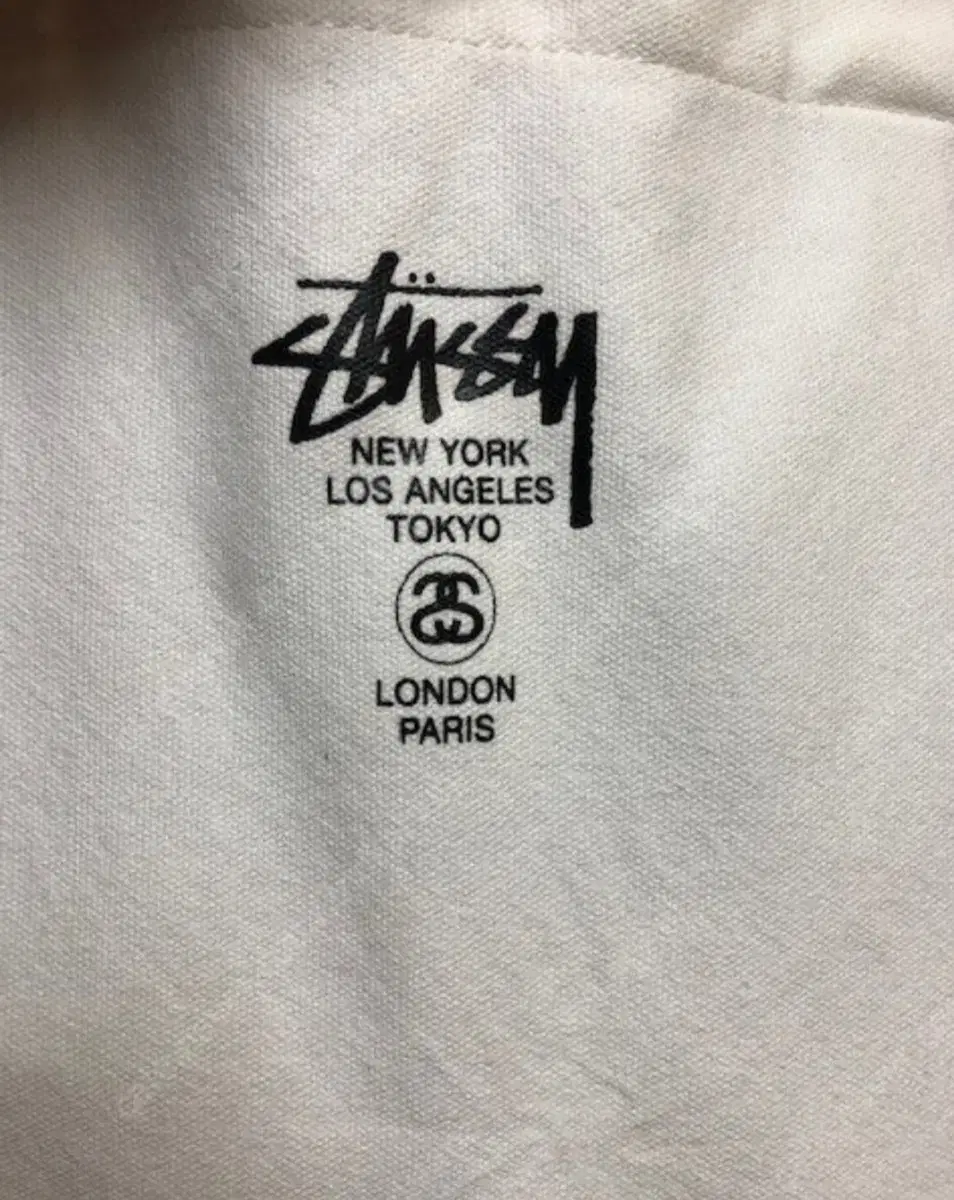 Stüssy
NEW YORK
LOS ANGELES
TOKYO
LONDON
PARIS